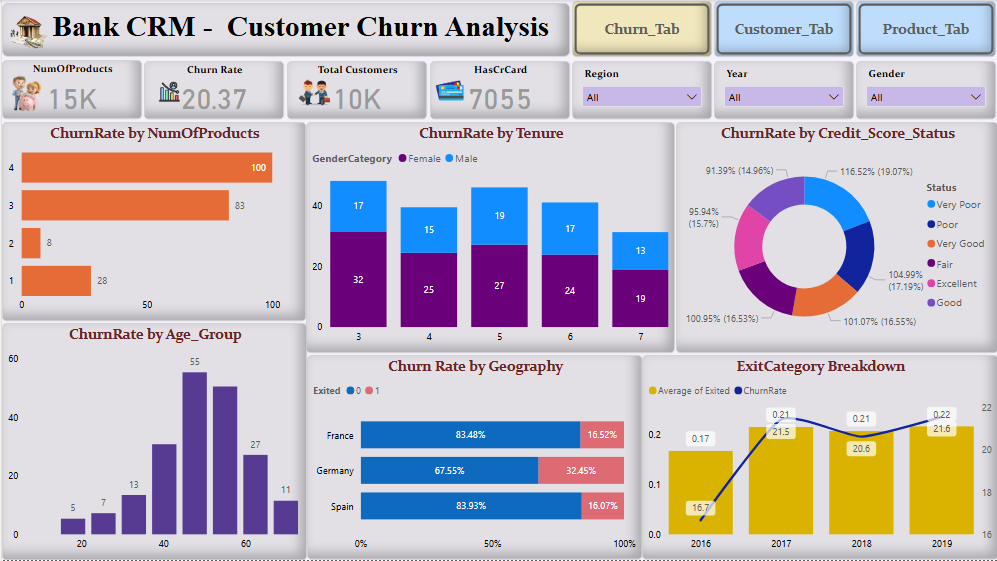 Bank CRM - Customer Churn Analysis
Churn_Tab
Customer_Tab
Product_Tab
NumOfProducts
15K
Churn Rate
20.37
Total Customers
10K
HasCrCard
7055
Region
All
Year
All
Gender
All
ChurnRate by NumOfProducts
4
100
3
83
2
8
1
28
0 50 100
ChurnRate by Tenure
GenderCategory Female Male
40
20
0
17
15
19
17
13
32
25
27
24
19
3 4 5 6 7
ChurnRate by Credit_Score_Status
91.39% (14.96%)
116.52% (19.07%)
95.94%
(15.7%)
104.99%
(17.19%)
100.95% (16.53%)
101.07% (16.55%)
Status
Very Poor
Poor
Very Good
Fair
Excellent
Good
ChurnRate by Age_Group
60
40
20
0
5
7
13
55
27
11
20 40 60
Churn Rate by Geography
Exited 0 1
France 83.48% 16.52%
Germany 67.55% 32.45%
Spain 83.93% 16.07%
0% 50% 100%
ExitCategory Breakdown
Average of Exited ChurnRate
0.2
0.1
0.0
0.17
0.21
0.21
0.22
16.7
21.5
20.6
21.6
22
20
18
16
2016 2017 2018 2019